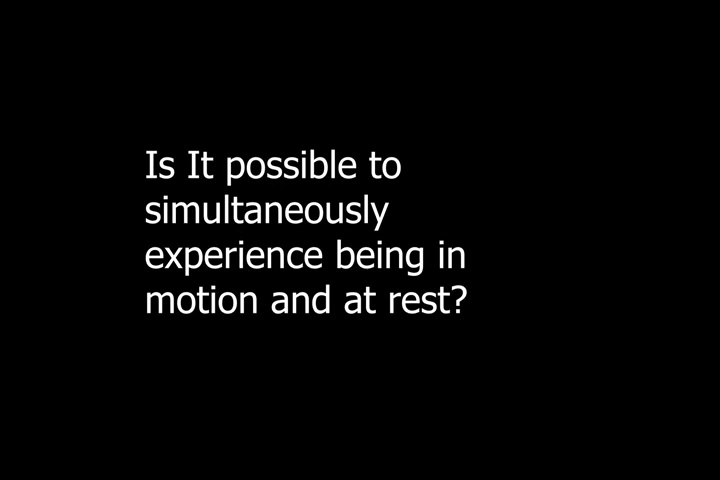 Is It possible to
simultaneously
experience being in
motion and at rest?